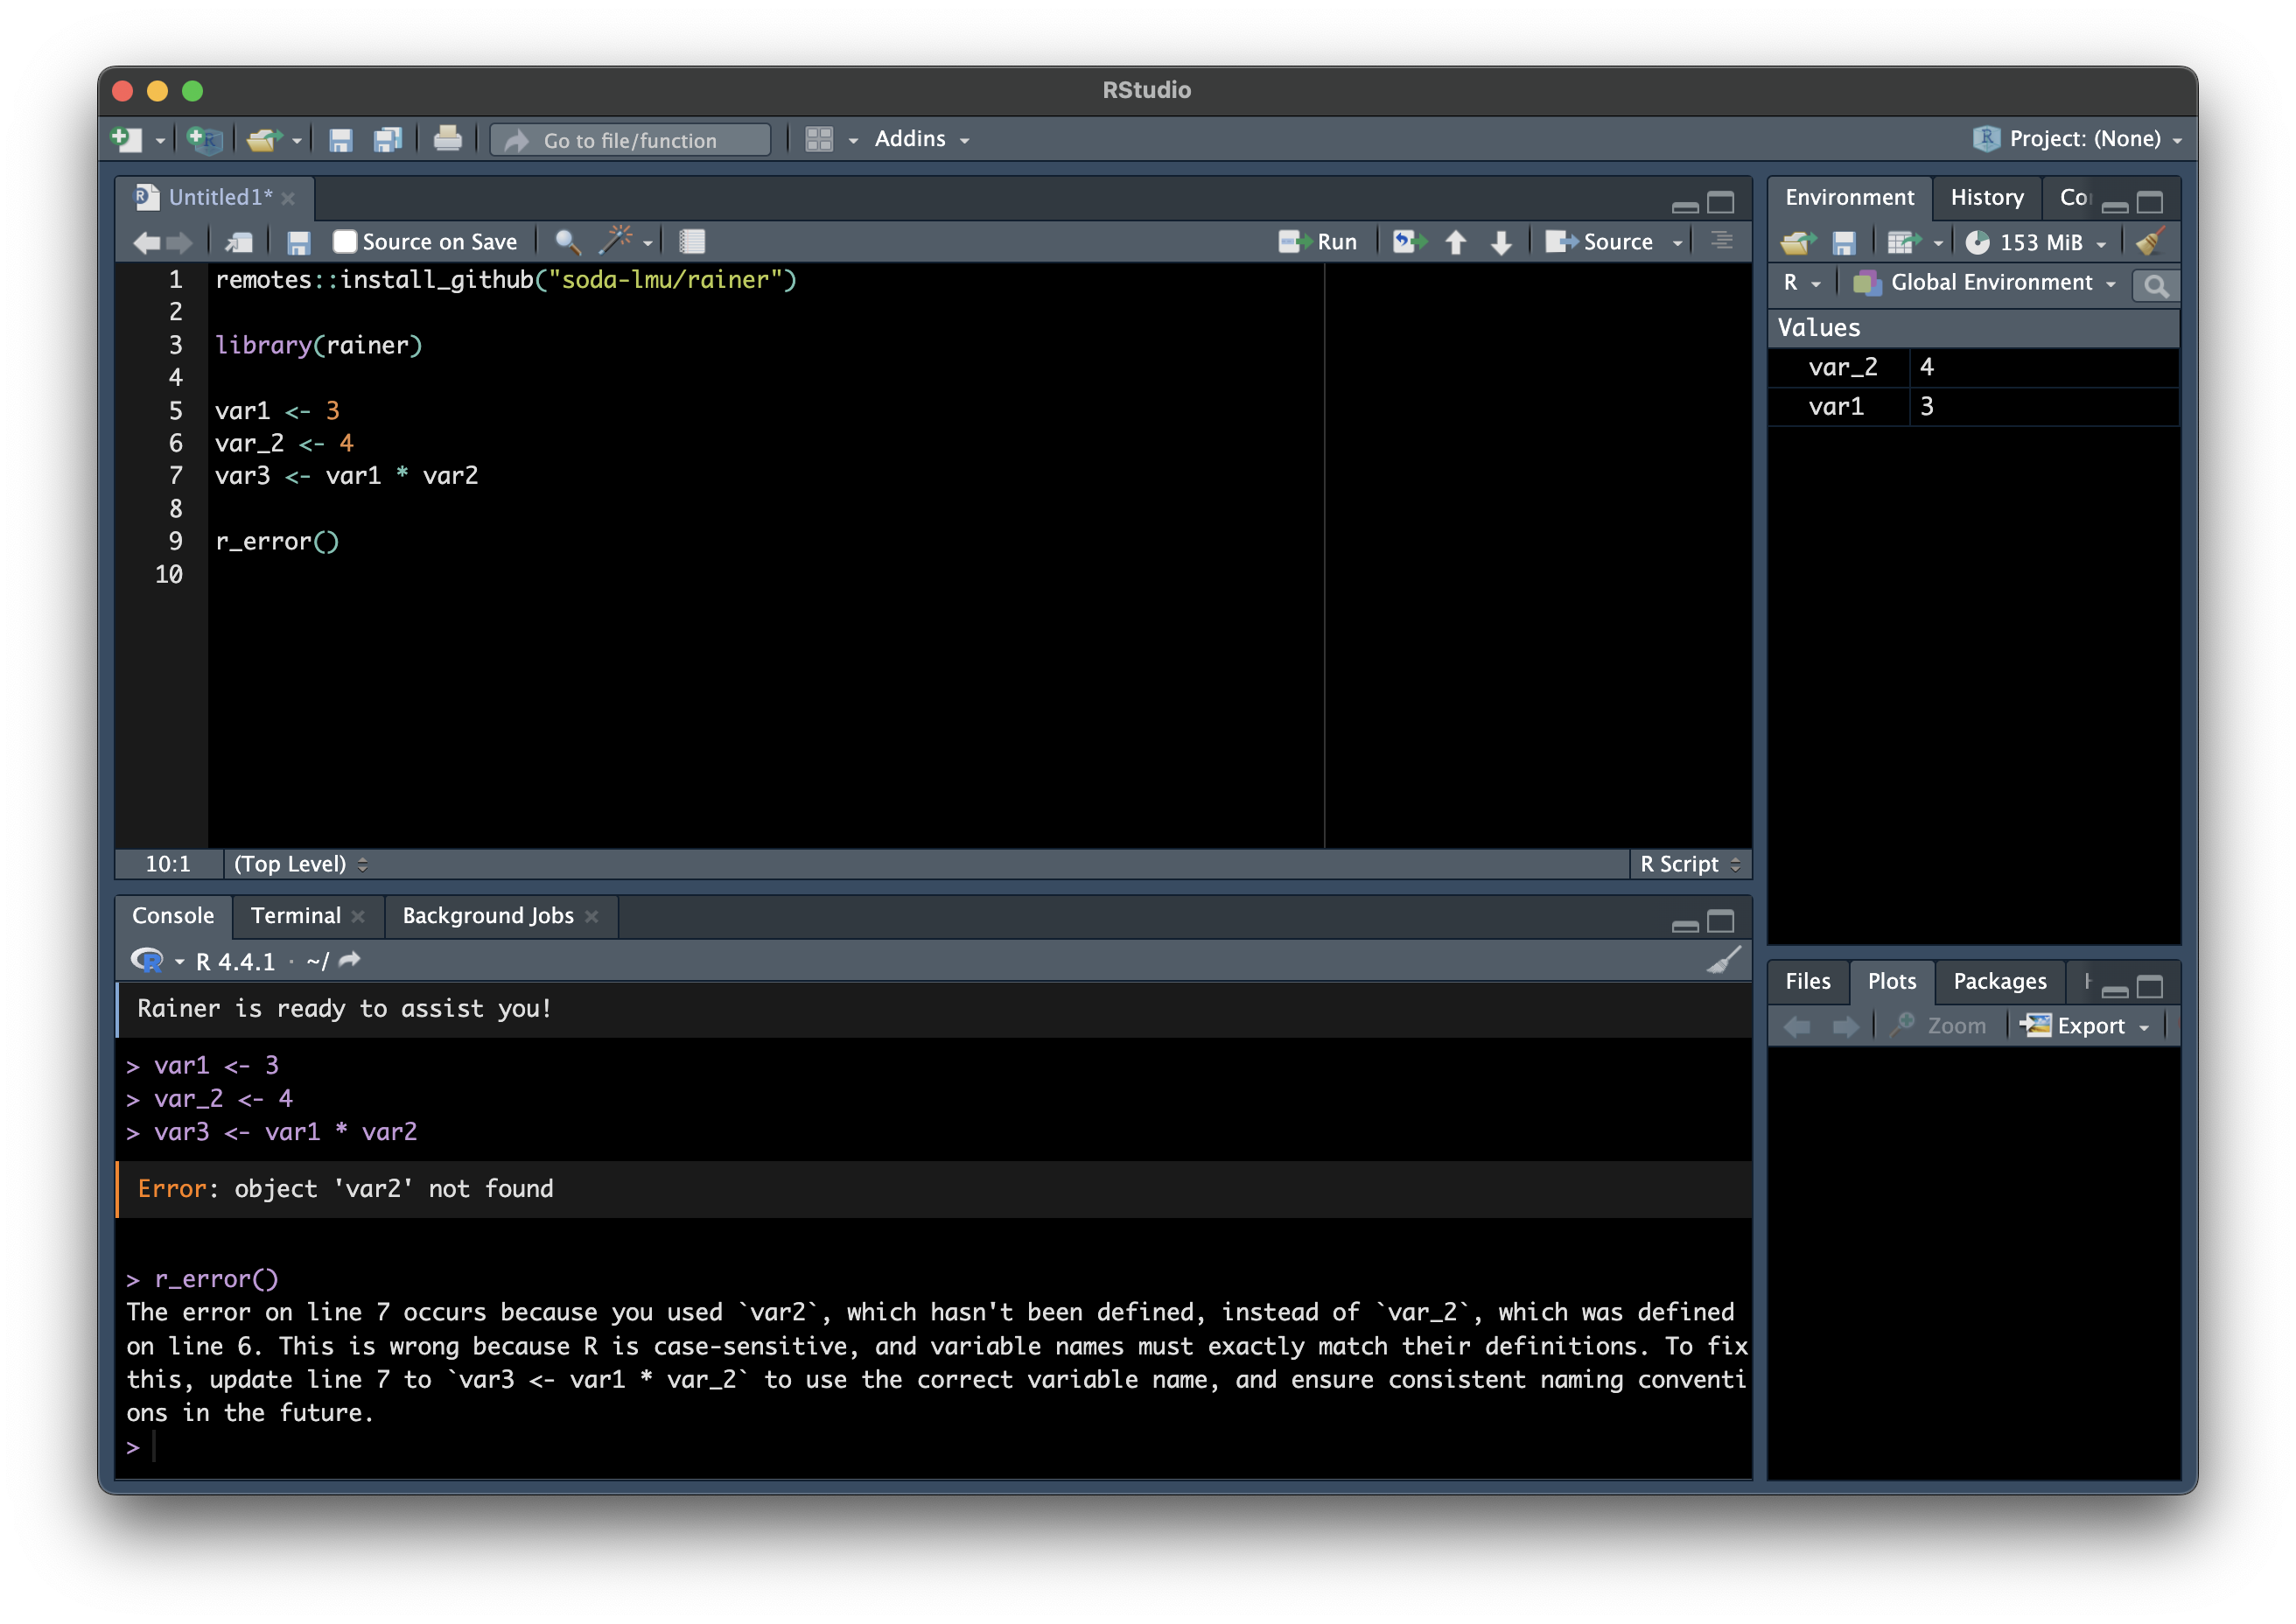 RStudio
Go to file/function
Addins
Project: (None)
Untitled1*
Source on Save
Run
Source
1 remotes::install_github("soda-lmu/rainer")
2
3 library(rainer)
4
5 var1 <- 3
6 var_2 <- 4
7 var3 <- var1 * var2
8
9 r_error()
10
10:1 (Top Level) R Script
Console Terminal Background Jobs
R 4.4.1 · ~/
Rainer is ready to assist you!
> var1 <- 3
> var_2 <- 4
> var3 <- var1 * var2
Error: object 'var2' not found
> r_error()
The error on line 7 occurs because you used `var2`, which hasn't been defined, instead of `var_2`, which was defined
on line 6. This is wrong because R is case-sensitive, and variable names must exactly match their definitions. To fix
this, update line 7 to `var3 <- var1 * var_2` to use the correct variable name, and ensure consistent naming conventi
ons in the future.
>
Environment History Co
153 MiB
R Global Environment
Values
var_2 4
var1 3
Files Plots Packages
Zoom Export